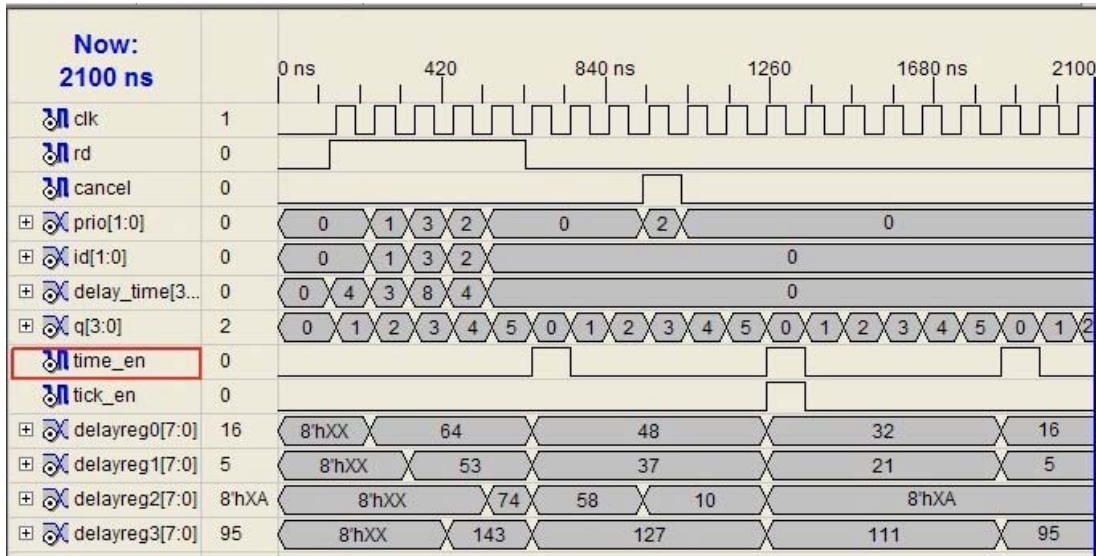 Now:
2100 ns
0 ns 420 840 ns 1260 1680 ns 2100
clk 1
rd 0
cancel 0
prio[1:0] 0 0 1 3 2 0 2 0
id[1:0] 0 0 1 3 2 0
delay_time[3... 0 0 4 3 8 4 0
q[3:0] 2 0 1 2 3 4 5 0 1 2 3 4 5 0 1 2 3 4 5 0 1 2
time_en 0
tick_en 0
delayreg0[7:0] 16 8'hXX 64 48 32 16
delayreg1[7:0] 5 8'hXX 53 37 21 5
delayreg2[7:0] 8'hXA 8'hXX 74 58 10 8'hXA
delayreg3[7:0] 95 8'hXX 143 127 111 95